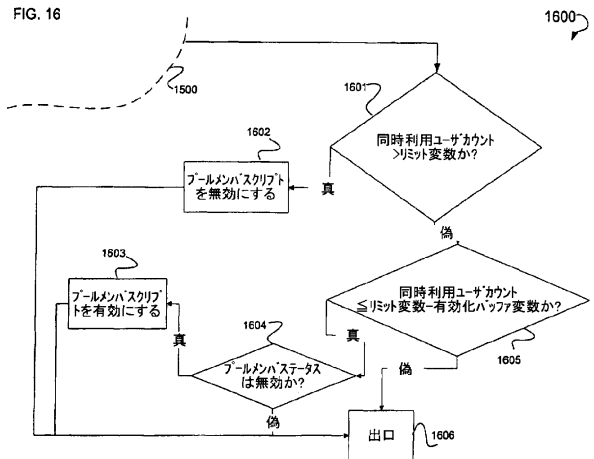 FIG. 16
1600
1500
1601
同時利用ユーザカウント
>リミット変数か?
1602
プールメンバスクリプト
を無効にする
真
偽
1603
プールメンバスクリプ
トを有効にする
同時利用ユーザカウント
≦リミット変数−有効化バッファ変数か?
1604
真
真
プールメンバステータス
は無効か?
1605
偽
偽
出口
1606